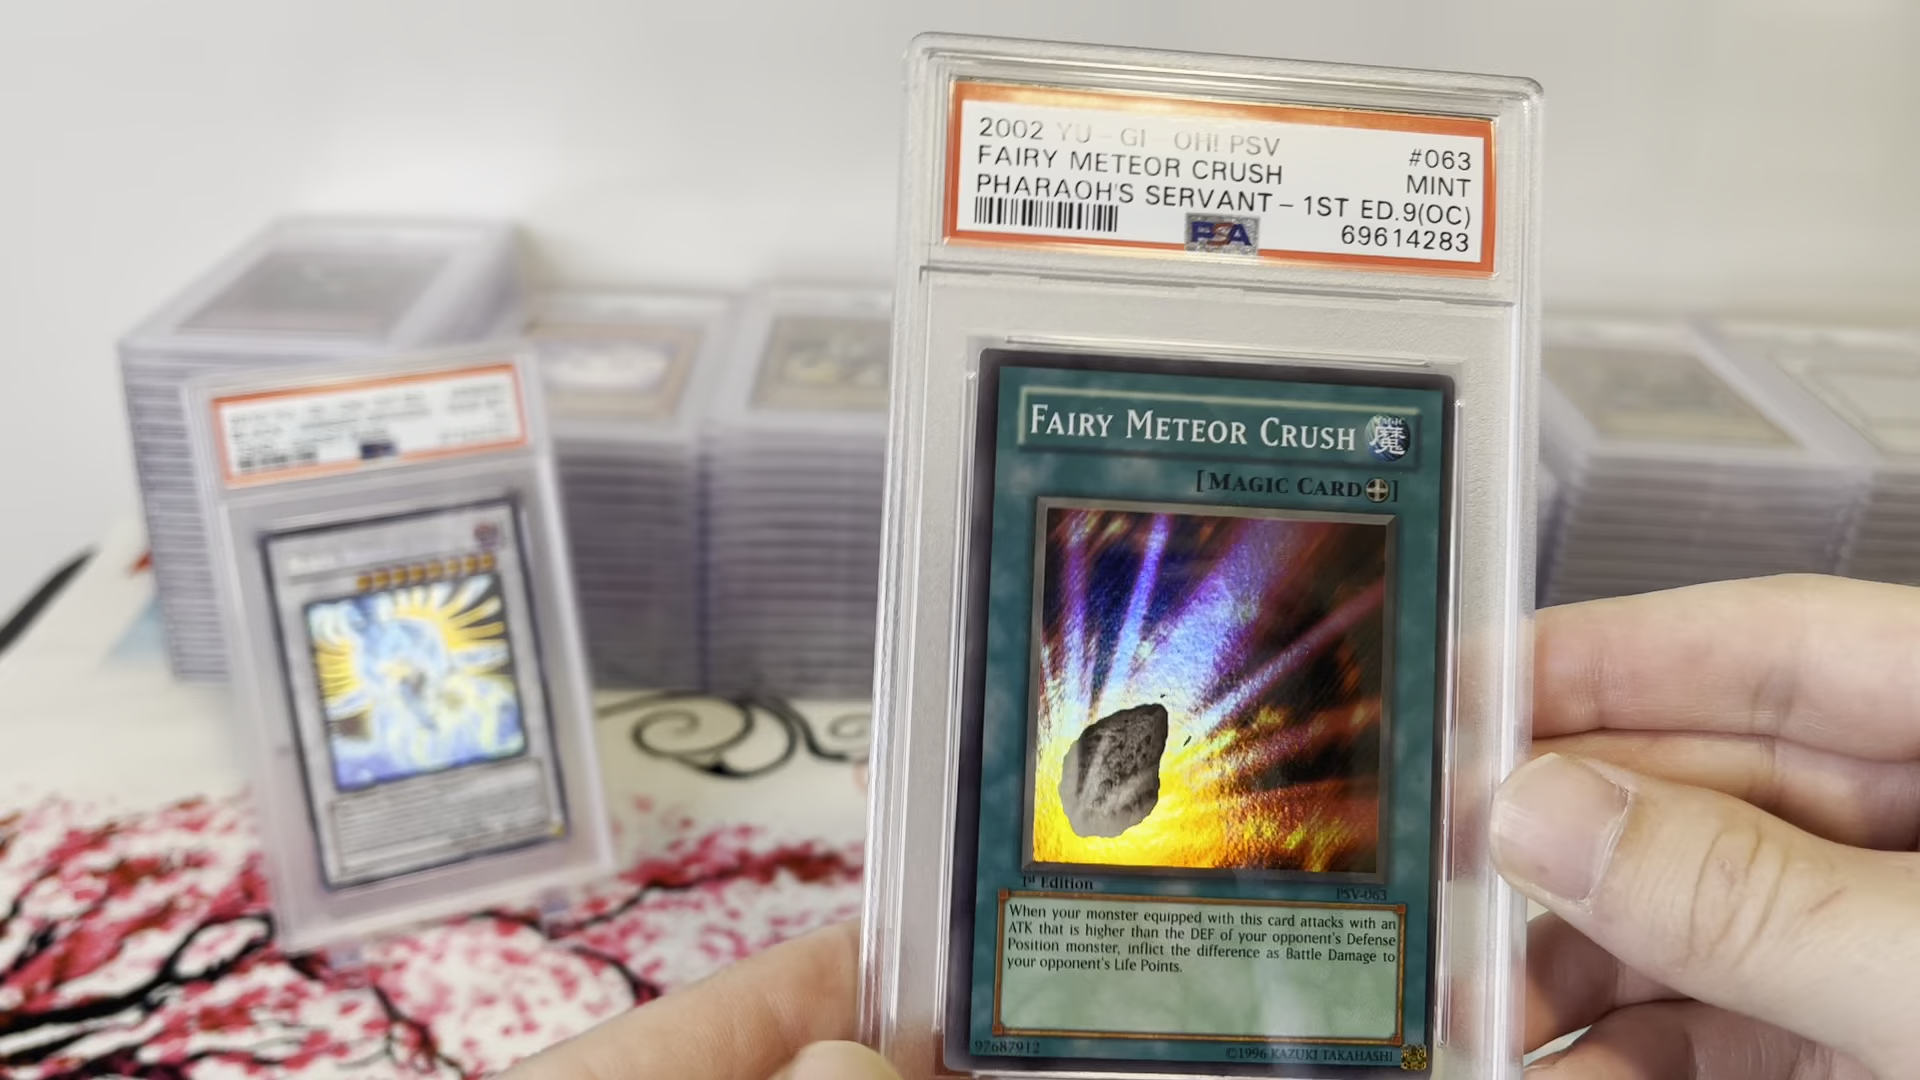 2002 YU-GI-OH! PSV
#063
FAIRY METEOR CRUSH
MINT
PHARAOH'S SERVANT-1ST ED.9(OC)
PSA
69614283
FAIRY METEOR CRUSH
MAGIC
魔
[MAGIC CARD]
1st Edition
PSV-063
When your monster equipped with this card attacks with an
ATK that is higher than the DEF of your opponent's Defense
Position monster, inflict the difference as Battle Damage to
your opponent's Life Points.
97687912
©1996 KAZUKI TAKAHASHI